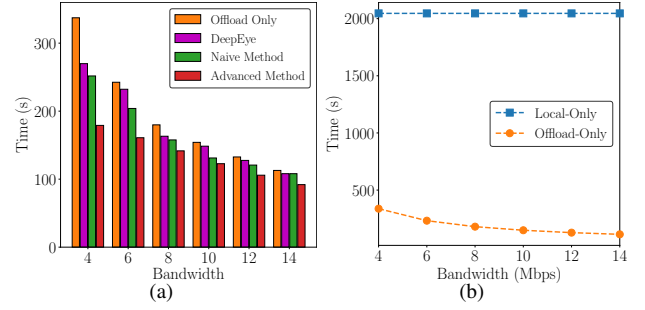 300
200
100
0
Time (s)
Offload Only
DeepEye
Naive Method
Advanced Method
4 6 8 10 12 14
Bandwidth
(a)
2000
1500
1000
500
Time (s)
Local-Only
Offload-Only
4 6 8 10 12 14
Bandwidth (Mbps)
(b)